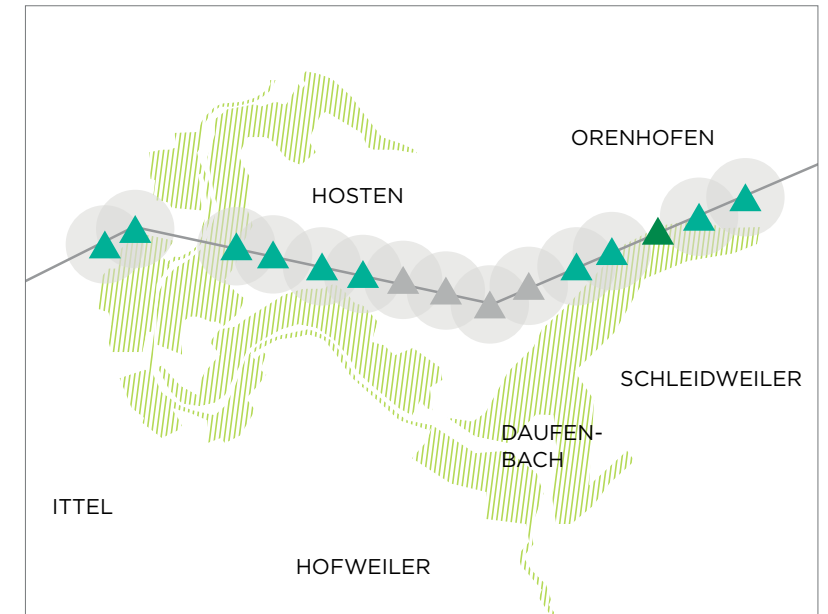 ORENHOFEN
HOSTEN
SCHLEIDWEILER
DAUFEN-
BACH
ITTEL
HOFWEILER